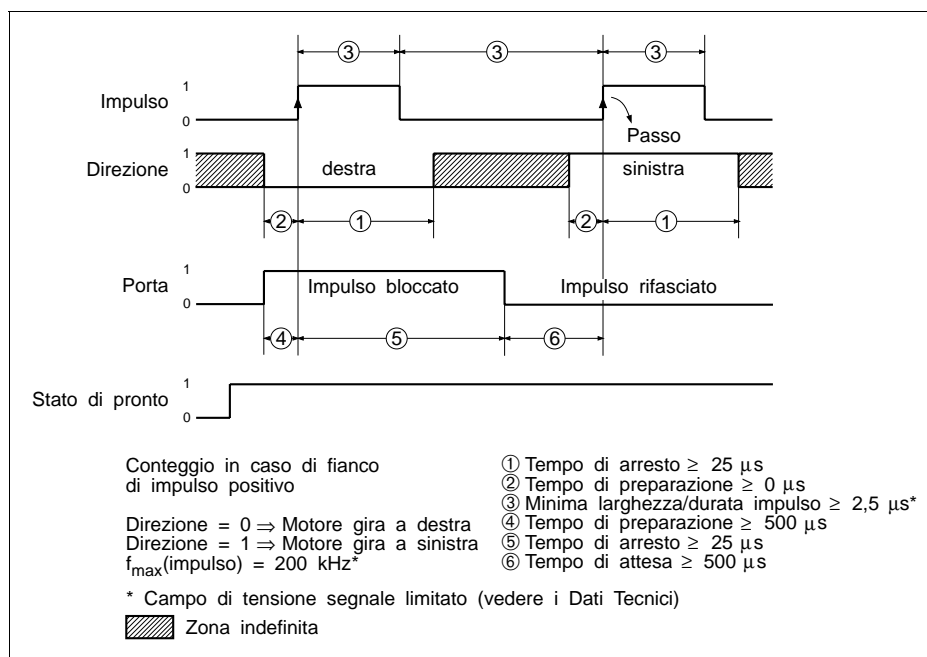 ③ ③ ③
1
Impulso
0
Passo
1
Direzione destra sinistra
0
② ① ② ①
1
Porta Impulso bloccato Impulso rifasciato
0
④ ⑤ ⑥
1
Stato di pronto
0
Conteggio in caso di fianco
di impulso positivo
Direzione = 0 ⇒ Motore gira a destra
Direzione = 1 ⇒ Motore gira a sinistra
fmax(impulso) = 200 kHz*
① Tempo di arresto ≥ 25 µs
② Tempo di preparazione ≥ 0 µs
③ Minima larghezza/durata impulso ≥ 2,5 µs*
④ Tempo di preparazione ≥ 500 µs
⑤ Tempo di arresto ≥ 25 µs
⑥ Tempo di attesa ≥ 500 µs
* Campo di tensione segnale limitato (vedere i Dati Tecnici)
Zona indefinita